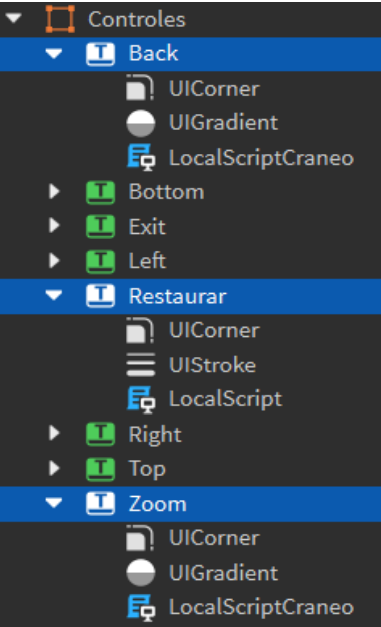 Controles
Back
UICorner
UIGradient
LocalScriptCraneo
Bottom
Exit
Left
Restaurar
UICorner
UIStroke
LocalScript
Right
Top
Zoom
UICorner
UIGradient
LocalScriptCraneo